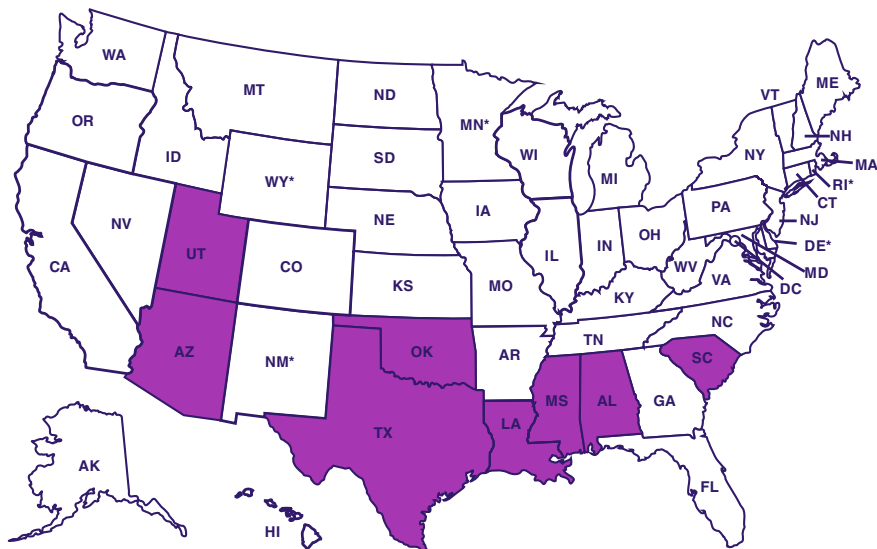 WA
MT
ND
MN*
VT
ME
OR
ID
SD
WI
NY
NH
MA
WY*
MI
RI*
CT
NV
NE
IA
PA
NJ
UT
CO
IL
IN
OH
DE*
CA
KS
MO
WV
VA
MD
DC
KY
NC
AZ
NM*
OK
AR
TN
SC
TX
LA
MS
AL
GA
AK
FL
HI